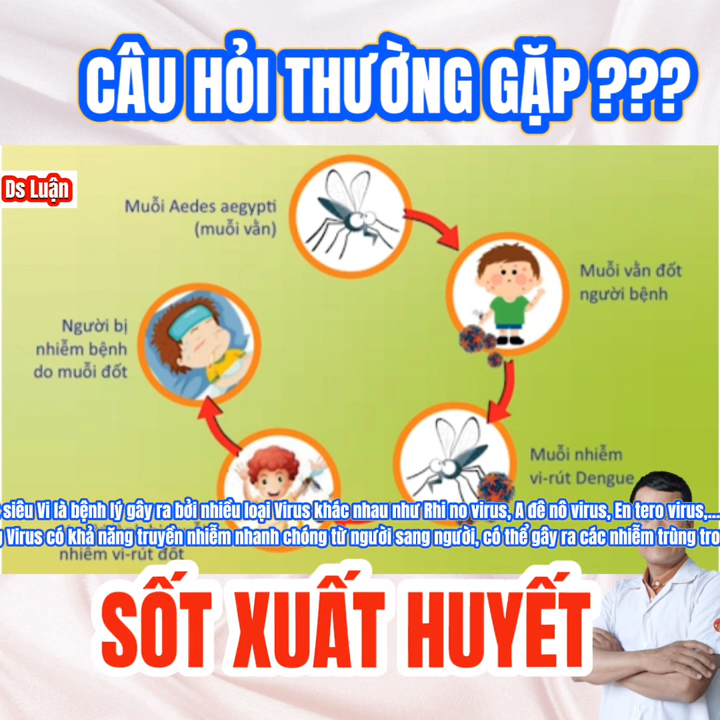 CÂU HỎI THƯỜNG GẶP ???
Ds Luận
Muỗi Aedes aegypti
(muỗi vằn)
Muỗi vằn đốt
người bệnh
Người bị
nhiễm bệnh
do muỗi đốt
Muỗi nhiễm
vi-rút Dengue
siêu Vi là bệnh lý gây ra bởi nhiều loại Virus khác nhau như Rhi no virus, A đê nô virus, En tero virus,...
Virus có khả năng truyền nhiễm nhanh chóng từ người sang người, có thể gây ra các nhiễm trùng tro
nhiễm vi-rút đốt
SỐT XUẤT HUYẾT